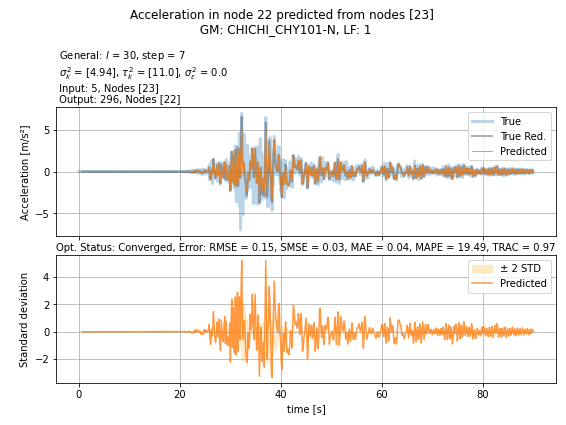 Acceleration in node 22 predicted from nodes [23]
GM: CHICHI_CHY101-N, LF: 1
General: l = 30, step = 7
σ²ₖ = [4.94], τ²ₖ = [11.0], σ²ε = 0.0
Input: 5, Nodes [23]
Output: 296, Nodes [22]
Acceleration [m/s²]
5
0
−5
True
True Red.
Predicted
Opt. Status: Converged, Error: RMSE = 0.15, SMSE = 0.03, MAE = 0.04, MAPE = 19.49, TRAC = 0.97
Standard deviation
4
2
0
−2
± 2 STD
Predicted
0 20 40 60 80
time [s]